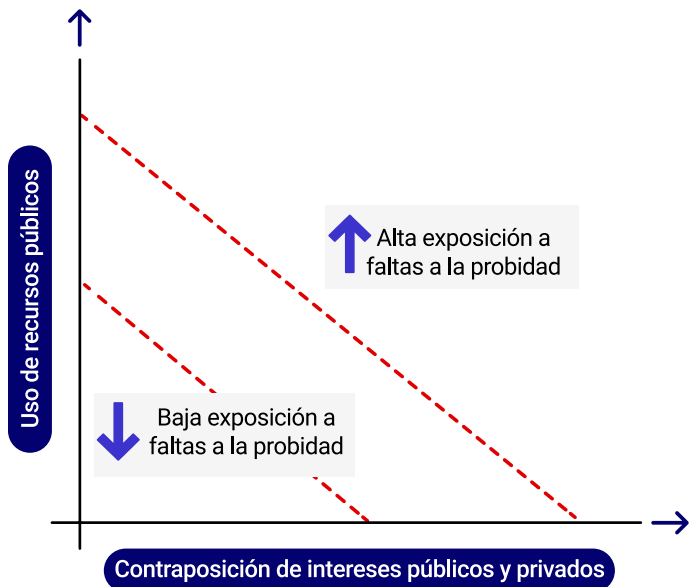 Uso de recursos públicos
Alta exposición a
faltas a la probidad
Baja exposición a
faltas a la probidad
Contraposición de intereses públicos y privados